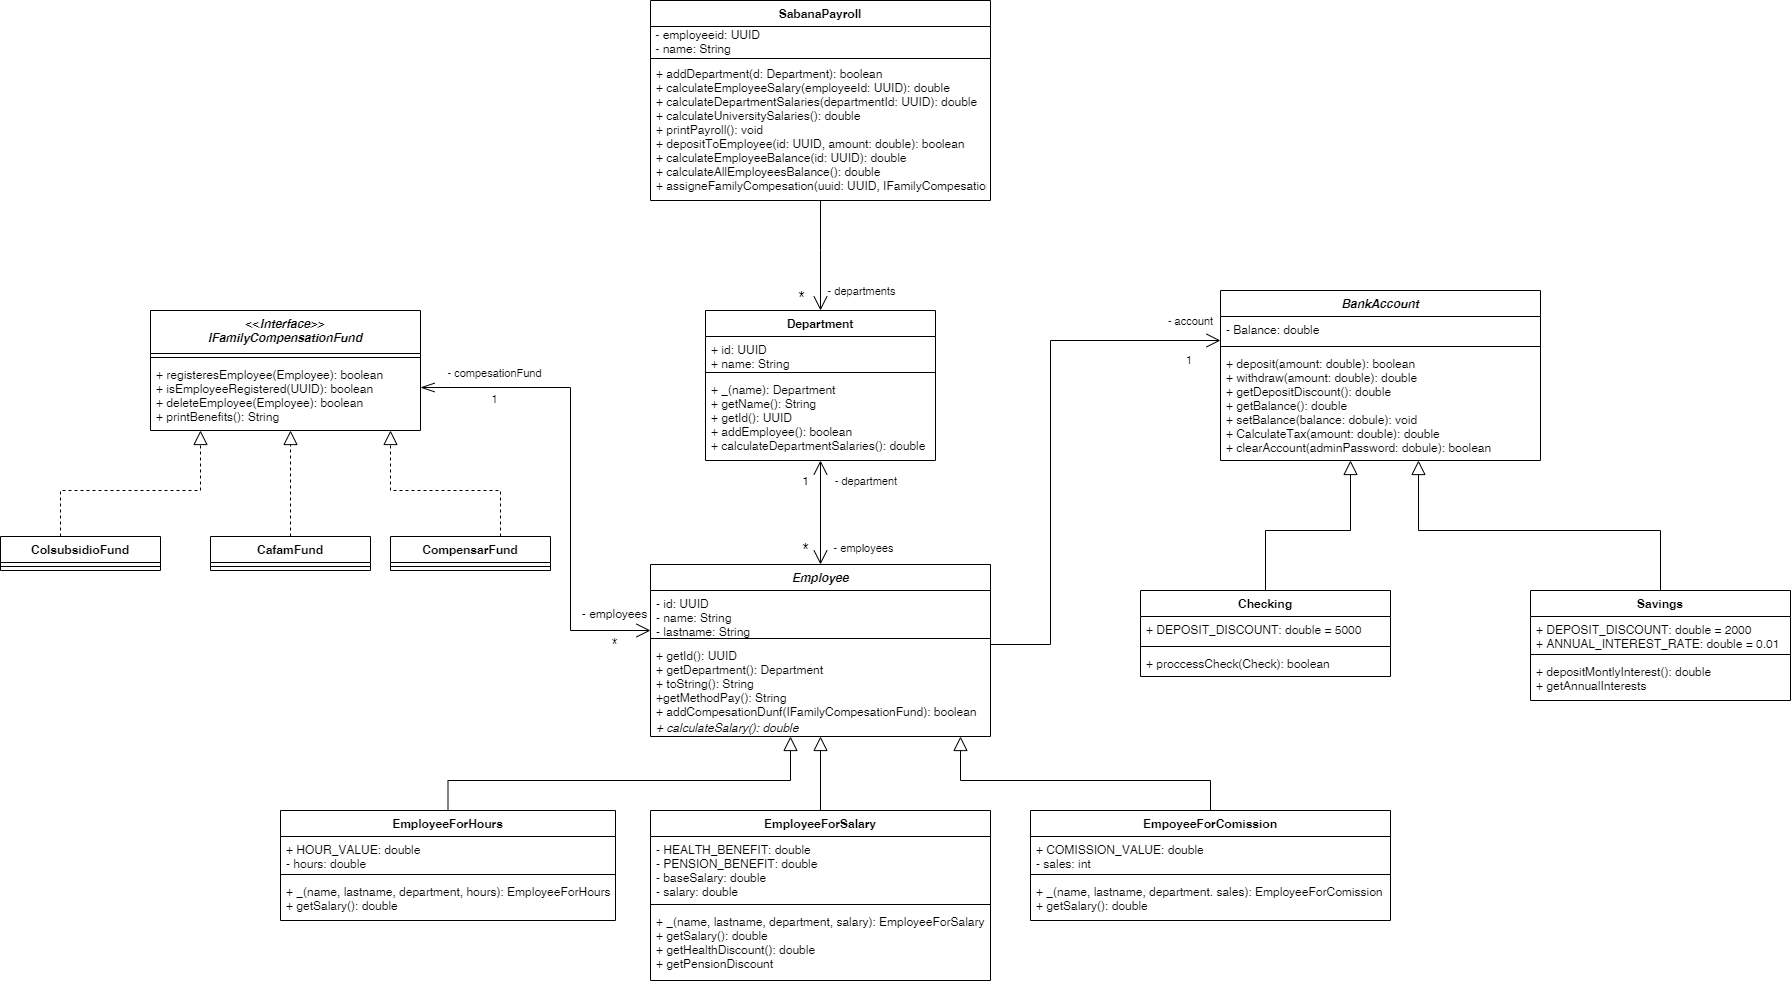 SabanaPayroll
- employeeid: UUID
- name: String
+ addDepartment(d: Department): boolean
+ calculateEmployeeSalary(employeeId: UUID): double
+ calculateDepartmentSalaries(departmentId: UUID): double
+ calculateUniversitySalaries(): double
+ printPayroll(): void
+ depositToEmployee(id: UUID, amount: double): boolean
+ calculateEmployeeBalance(id: UUID): double
+ calculateAllEmployeesBalance(): double
+ assigneFamilyCompesation(uuid: UUID, IFamilyCompesatio
* - departments
<<Interface>>
IFamilyCompensationFund
+ registeresEmployee(Employee): boolean
+ isEmployeeRegistered(UUID): boolean
+ deleteEmployee(Employee): boolean
+ printBenefits(): String
- compesationFund
1
Department
+ id: UUID
+ name: String
+ _(name): Department
+ getName(): String
+ getId(): UUID
+ addEmployee(): boolean
+ calculateDepartmentSalaries(): double
- account
1
BankAccount
- Balance: double
+ deposit(amount: double): boolean
+ withdraw(amount: double): double
+ getDepositDiscount(): double
+ getBalance(): double
+ setBalance(balance: dobule): void
+ CalculateTax(amount: double): double
+ clearAccount(adminPassword: dobule): boolean
1 - department
* - employees
ColsubsidioFund
CafamFund
CompensarFund
- employees
*
Employee
- id: UUID
- name: String
- lastname: String
+ getId(): UUID
+ getDepartment(): Department
+ toString(): String
+getMethodPay(): String
+ addCompesationDunf(IFamilyCompesationFund): boolean
+ calculateSalary(): double
Checking
+ DEPOSIT_DISCOUNT: double = 5000
+ proccessCheck(Check): boolean
Savings
+ DEPOSIT_DISCOUNT: double = 2000
+ ANNUAL_INTEREST_RATE: double = 0.01
+ depositMontlyInterest(): double
+ getAnnualInterests
EmployeeForHours
+ HOUR_VALUE: double
- hours: double
+ _(name, lastname, department, hours): EmployeeForHours
+ getSalary(): double
EmployeeForSalary
- HEALTH_BENEFIT: double
- PENSION_BENEFIT: double
- baseSalary: double
- salary: double
+ _(name, lastname, department, salary): EmployeeForSalary
+ getSalary(): double
+ getHealthDiscount(): double
+ getPensionDiscount
EmpoyeeForComission
+ COMISSION_VALUE: double
- sales: int
+ _(name, lastname, department. sales): EmployeeForComission
+ getSalary(): double